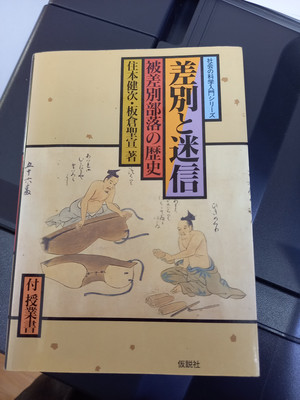 社会の科学入門シリーズ
差別と迷信
被差別部落の歴史
住本健次・板倉聖宣 著
付 授業書
仮説社